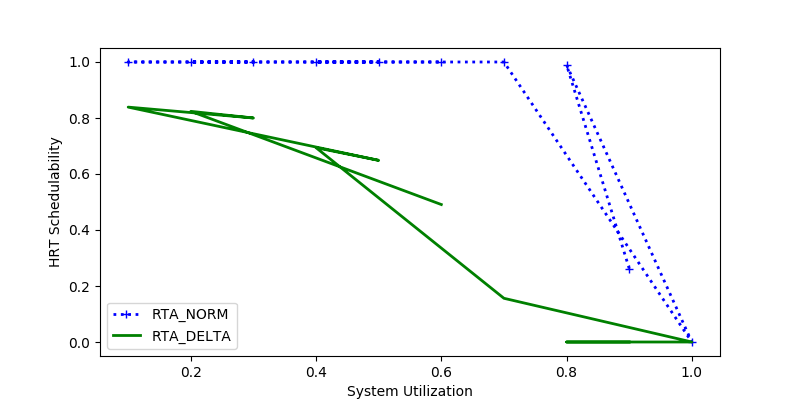 1.0
0.8
0.6
0.4
0.2
0.0
HRT Schedulability
RTA_NORM
RTA_DELTA
0.2 0.4 0.6 0.8 1.0
System Utilization